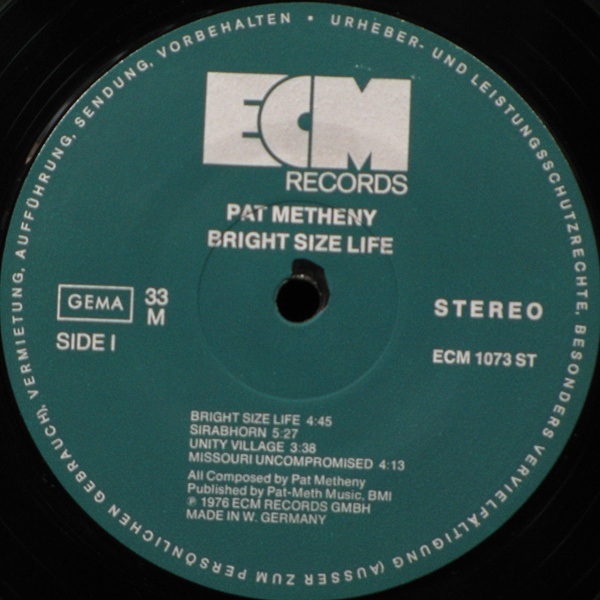 URHEBER- UND LEISTUNGSSCHUTZRECHTE, BESONDERS VERVIELFÄLTIGUNG (AUSSER ZUM PERSÖNLICHEN GEBRAUCH), VERMIETUNG, AUFFÜHRUNG, SENDUNG, VORBEHALTEN •
ECM
RECORDS
PAT METHENY
BRIGHT SIZE LIFE
GEMA 33 M
SIDE I
STEREO
ECM 1073 ST
BRIGHT SIZE LIFE 4:45
SIRABHORN 5:27
UNITY VILLAGE 3:38
MISSOURI UNCOMPROMISED 4:13
All Composed by Pat Metheny
Published by Pat-Meth Music, BMI
℗ 1976 ECM RECORDS GMBH
MADE IN W. GERMANY